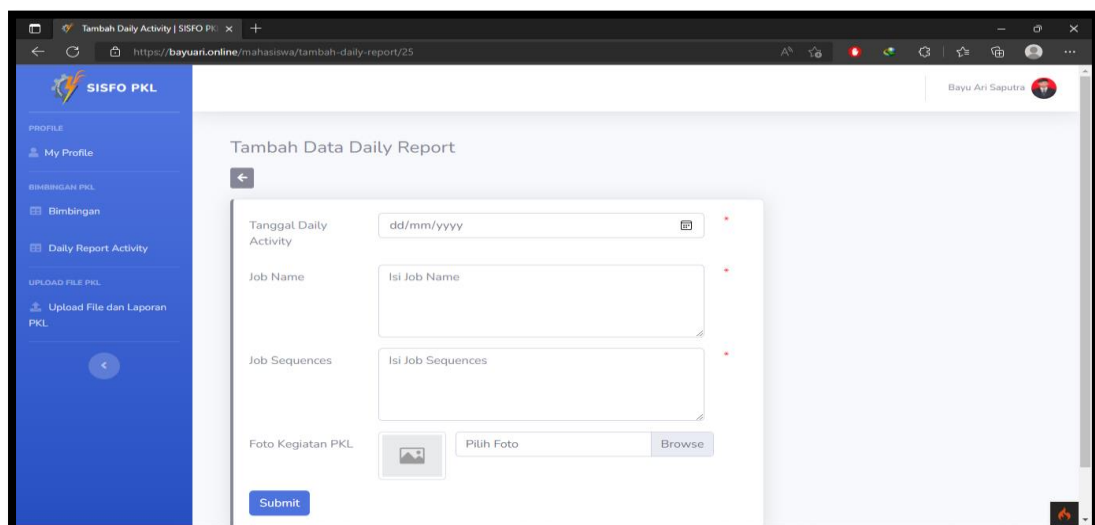 Tambah Daily Activity | SISFO PK
https://bayuari.online/mahasiswa/tambah-daily-report/25
SISFO PKL
Bayu Ari Saputra
PROFILE
My Profile
BIMBINGAN PKL
Bimbingan
Daily Report Activity
UPLOAD FILE PKL
Upload File dan Laporan
PKL
Tambah Data Daily Report
Tanggal Daily
Activity
dd/mm/yyyy
*
Job Name
Isi Job Name
*
Job Sequences
Isi Job Sequences
*
Foto Kegiatan PKL
Pilih Foto
Browse
Submit